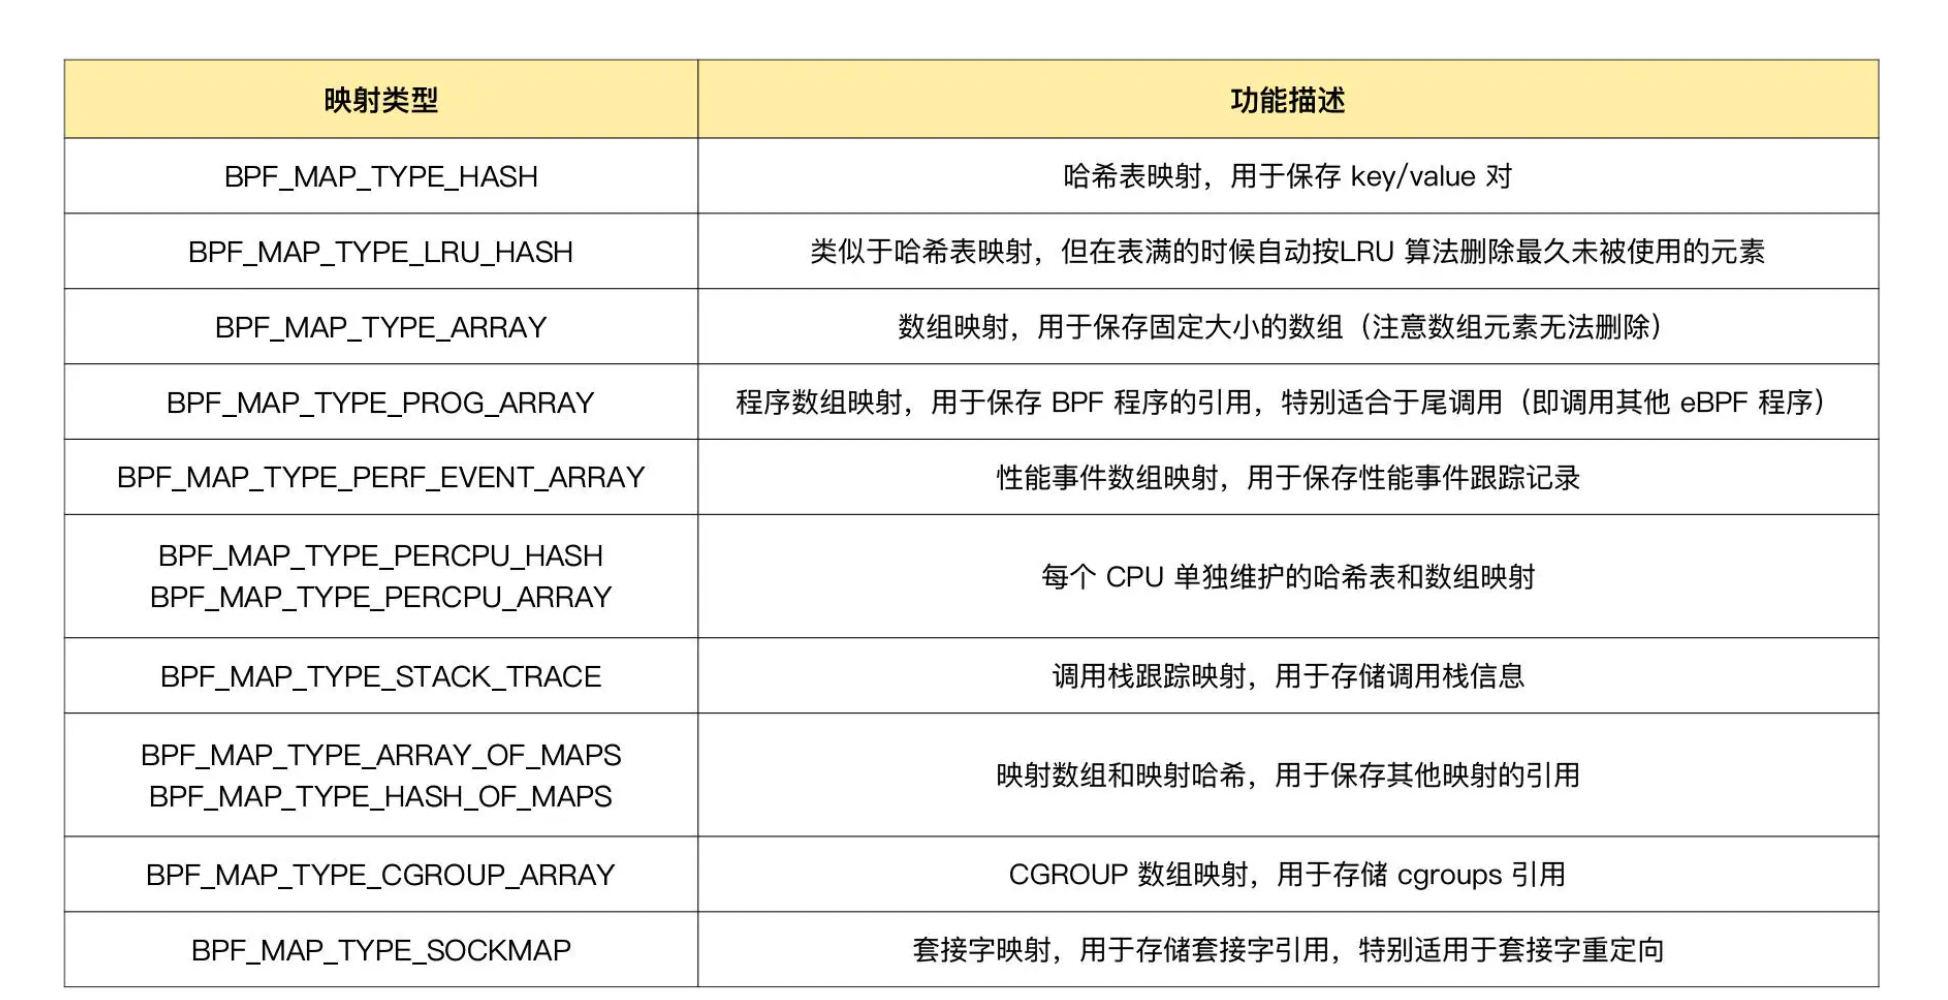 映射类型
功能描述
BPF_MAP_TYPE_HASH
哈希表映射，用于保存 key/value 对
BPF_MAP_TYPE_LRU_HASH
类似于哈希表映射，但在表满的时候自动按LRU 算法删除最久未被使用的元素
BPF_MAP_TYPE_ARRAY
数组映射，用于保存固定大小的数组（注意数组元素无法删除）
BPF_MAP_TYPE_PROG_ARRAY
程序数组映射，用于保存 BPF 程序的引用，特别适合于尾调用（即调用其他 eBPF 程序）
BPF_MAP_TYPE_PERF_EVENT_ARRAY
性能事件数组映射，用于保存性能事件跟踪记录
BPF_MAP_TYPE_PERCPU_HASH
BPF_MAP_TYPE_PERCPU_ARRAY
每个 CPU 单独维护的哈希表和数组映射
BPF_MAP_TYPE_STACK_TRACE
调用栈跟踪映射，用于存储调用栈信息
BPF_MAP_TYPE_ARRAY_OF_MAPS
BPF_MAP_TYPE_HASH_OF_MAPS
映射数组和映射哈希，用于保存其他映射的引用
BPF_MAP_TYPE_CGROUP_ARRAY
CGROUP 数组映射，用于存储 cgroups 引用
BPF_MAP_TYPE_SOCKMAP
套接字映射，用于存储套接字引用，特别适用于套接字重定向